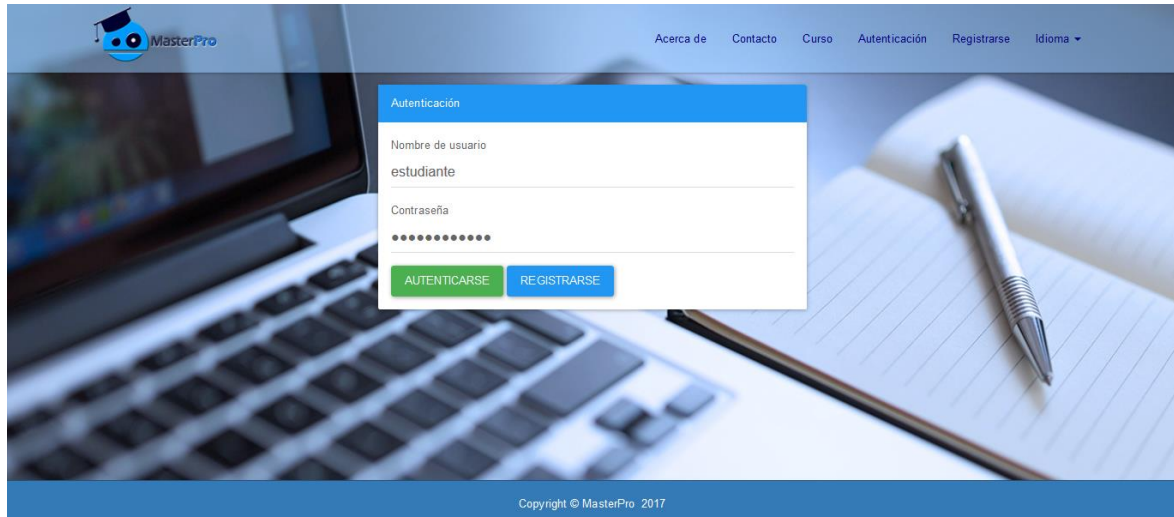 MasterPro
Acerca de Contacto Curso Autenticación Registrarse Idioma
Autenticación
Nombre de usuario
estudiante
Contraseña
••••••••••••
AUTENTICARSE REGISTRARSE
Copyright © MasterPro 2017